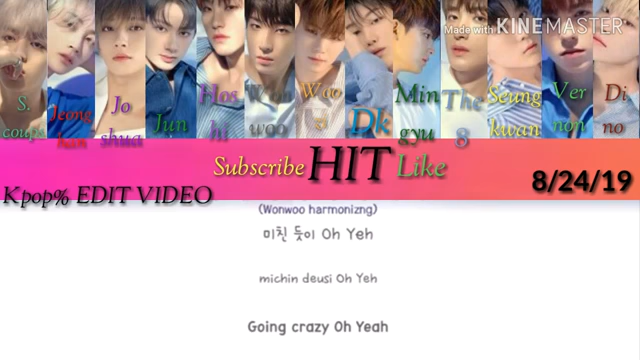 Made with KINEMASTER
S. coups
Jeong han
Jo shua
Jun
Hos hi
Won woo
Woo zi
Dk
Min gyu
The 8
Seung kwan
Ver non
Di no
Subscribe HIT Like
Kpop% EDIT VIDEO
8/24/19
(Wonwoo harmonizng)
미친 듯이 Oh Yeh
michin deusi Oh Yeh
Going crazy Oh Yeah